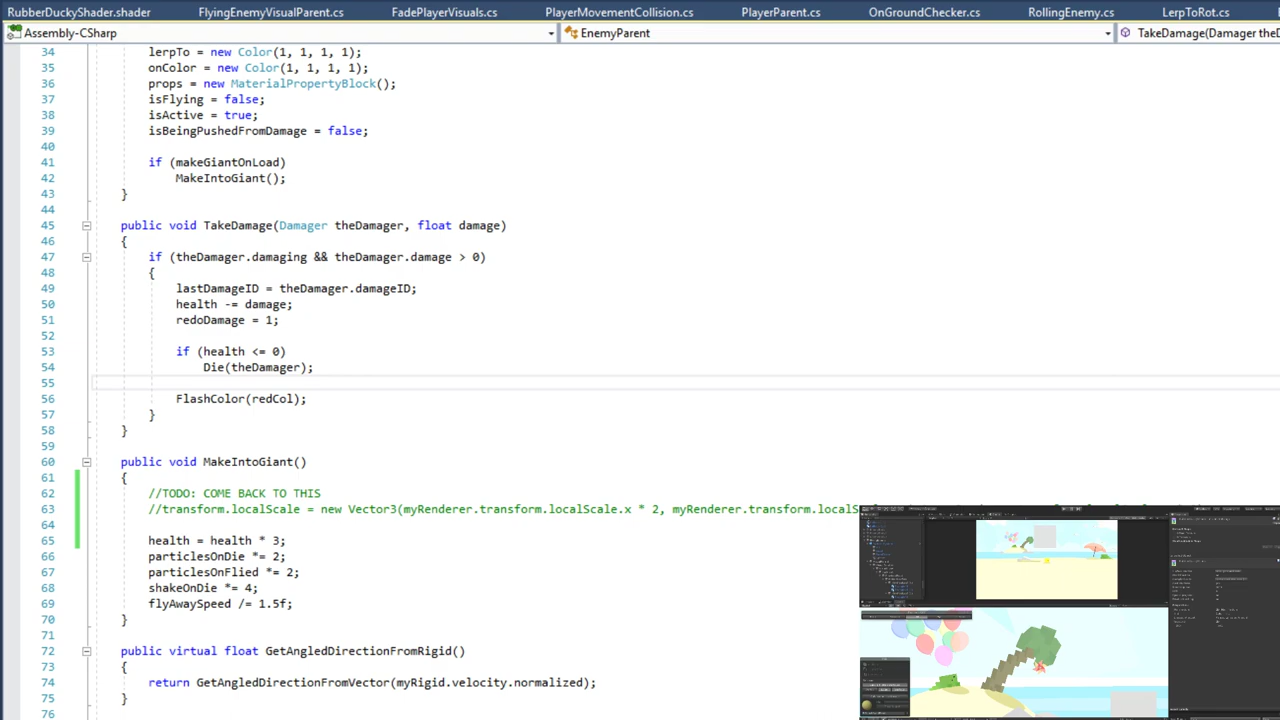 RubberDuckyShader.shader FlyingEnemyVisualParent.cs FadePlayerVisuals.cs PlayerMovementCollision.cs PlayerParent.cs OnGroundChecker.cs RollingEnemy.cs LerpToRot.cs
Assembly-CSharp EnemyParent TakeDamage(Damager theD
34 lerpTo = new Color(1, 1, 1, 1);
35 onColor = new Color(1, 1, 1, 1);
36 props = new MaterialPropertyBlock();
37 isFlying = false;
38 isActive = true;
39 isBeingPushedFromDamage = false;
40
41 if (makeGiantOnLoad)
42 MakeIntoGiant();
43 }
44
45 public void TakeDamage(Damager theDamager, float damage)
46 {
47 if (theDamager.damaging && theDamager.damage > 0)
48 {
49 lastDamageID = theDamager.damageID;
50 health -= damage;
51 redoDamage = 1;
52
53 if (health <= 0)
54 Die(theDamager);
55
56 FlashColor(redCol);
57 }
58 }
59
60 public void MakeIntoGiant()
61 {
62 //TODO: COME BACK TO THIS
63 //transform.localScale = new Vector3(myRenderer.transform.localScale.x * 2, myRenderer.transform.localS
64
65 health = health * 3;
66 partsOnDie *= 2;
67 particlesOnFlied *= 2;
68 shakeOnDie *= 4;
69 flyAwaySpeed /= 1.5f;
70 }
71
72 public virtual float GetAngledDirectionFromRigid()
73 {
74 return GetAngledDirectionFromVector(myRigid.velocity.normalized);
75 }
76